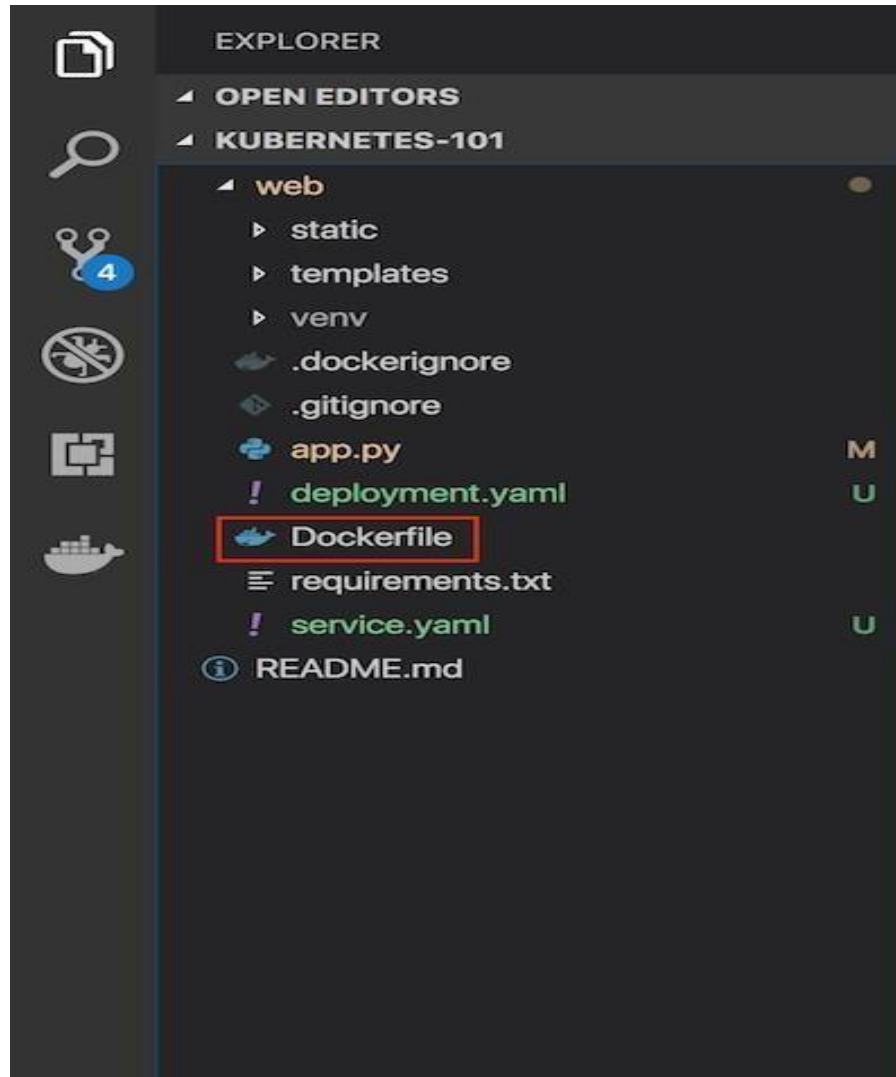 EXPLORER
OPEN EDITORS
KUBERNETES-101
web
static
templates
venv
4
.dockerignore
.gitignore
app.py M
deployment.yaml U
Dockerfile
requirements.txt
service.yaml U
README.md